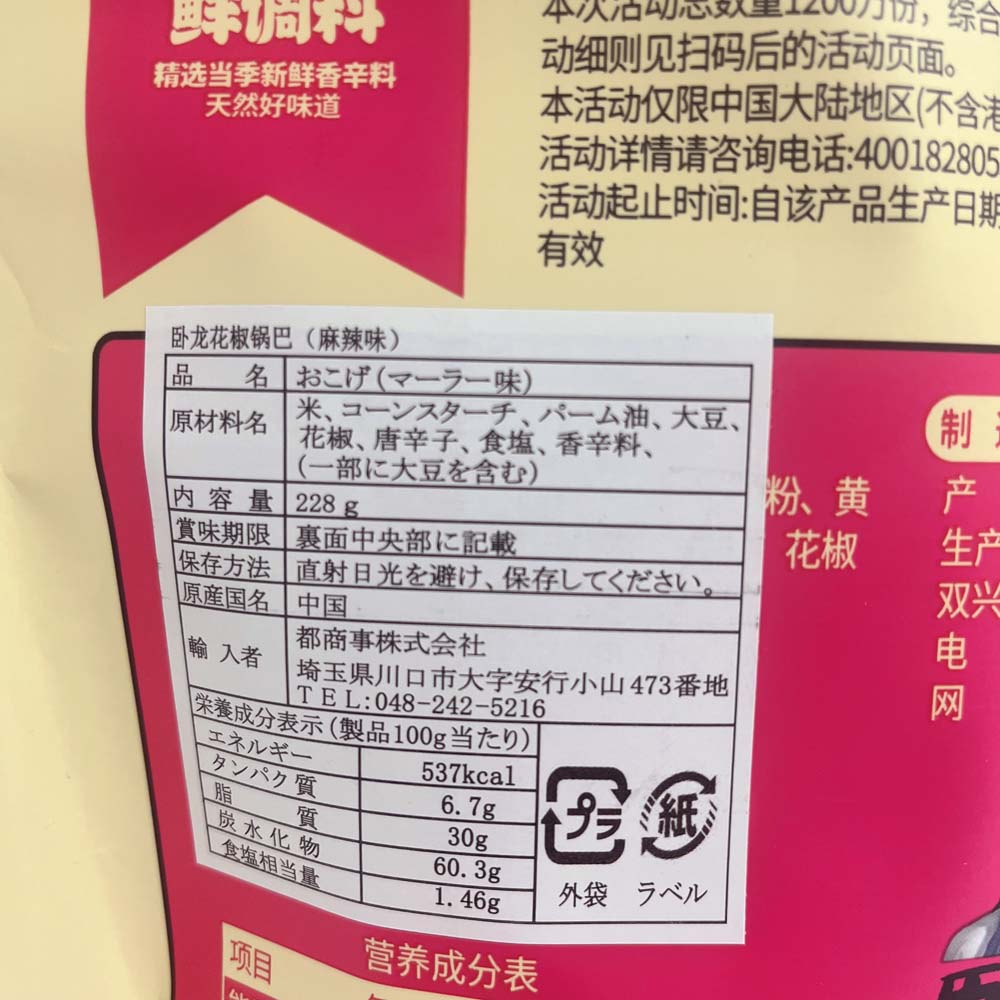 鲜调料
精选当季新鲜香辛料
天然好味道
本次活动总数量1200万份，综合
动细则见扫码后的活动页面。
本活动仅限中国大陆地区(不含港
活动详情请咨询电话:400182805
活动起止时间:自该产品生产日期
有效
卧龙花椒锅巴（麻辣味）
品 名 おこげ(マーラー味)
原材料名 米、コーンスターチ、パーム油、大豆、
花椒、唐辛子、食塩、香辛料、
(一部に大豆を含む)
内容量 228g
賞味期限 裏面中央部に記載
保存方法 直射日光を避け、保存してください。
原産国名 中国
輸入者 都商事株式会社
埼玉県川口市大字安行小山473番地
TEL:048-242-5216
栄養成分表示(製品100g当たり)
エネルギー 537kcal
タンパク質 6.7g
脂質 30g
炭水化物 60.3g
食塩相当量 1.46g
プラ 紙
外袋 ラベル
粉、黄
花椒
制
产
生产
双兴
电
网
营养成分表
项目